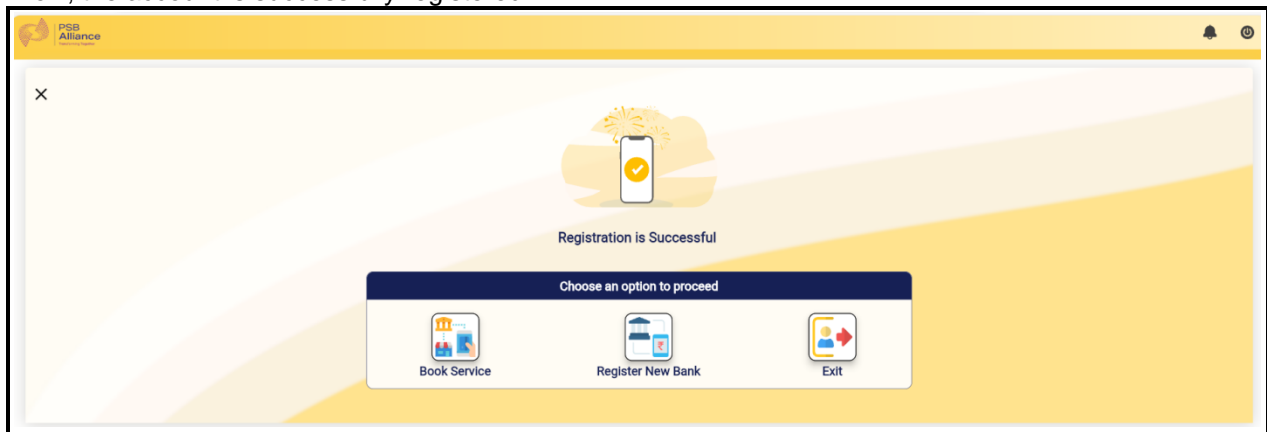 PSB
Alliance
Registration is Successful
Choose an option to proceed
Book Service
Register New Bank
Exit